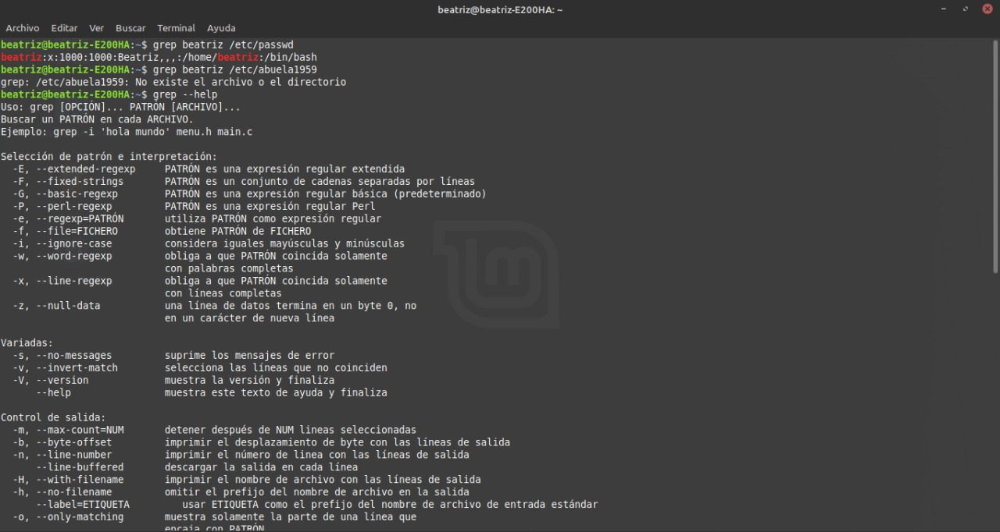 beatriz@beatriz-E200HA: ~
Archivo Editar Ver Buscar Terminal Ayuda
beatriz@beatriz-E200HA:~$ grep beatriz /etc/passwd
beatriz:x:1000:1000:Beatriz,,,:/home/beatriz:/bin/bash
beatriz@beatriz-E200HA:~$ grep beatriz /etc/abuela1959
grep: /etc/abuela1959: No existe el archivo o el directorio
beatriz@beatriz-E200HA:~$ grep --help
Uso: grep [OPCIÓN]... PATRÓN [ARCHIVO]...
Buscar un PATRÓN en cada ARCHIVO.
Ejemplo: grep -i 'hola mundo' menu.h main.c
Selección de patrón e interpretación:
-E, --extended-regexp PATRÓN es una expresión regular extendida
-F, --fixed-strings PATRÓN es un conjunto de cadenas separadas por líneas
-G, --basic-regexp PATRÓN es una expresión regular básica (predeterminado)
-P, --perl-regexp PATRÓN es una expresión regular Perl
-e, --regexp=PATRÓN utiliza PATRÓN como expresión regular
-f, --file=FICHERO obtiene PATRÓN de FICHERO
-i, --ignore-case considera iguales mayúsculas y minúsculas
-w, --word-regexp obliga a que PATRÓN coincida solamente
con palabras completas
-x, --line-regexp obliga a que PATRÓN coincida solamente
con líneas completas
-z, --null-data una línea de datos termina en un byte 0, no
en un carácter de nueva línea
Variadas:
-s, --no-messages suprime los mensajes de error
-v, --invert-match selecciona las líneas que no coinciden
-V, --version muestra la versión y finaliza
--help muestra este texto de ayuda y finaliza
Control de salida:
-m, --max-count=NUM detener después de NUM lineas seleccionadas
-b, --byte-offset imprimir el desplazamiento de byte con las líneas de salida
-n, --line-number imprimir el número de linea con las líneas de salida
--line-buffered descargar la salida en cada línea
-H, --with-filename imprimir el nombre de archivo con las líneas de salida
-h, --no-filename omitir el prefijo del nombre de archivo en la salida
--label=ETIQUETA usar ETIQUETA como el prefijo del nombre de archivo de entrada estándar
-o, --only-matching muestra solamente la parte de una línea que
encaja con PATRÓN